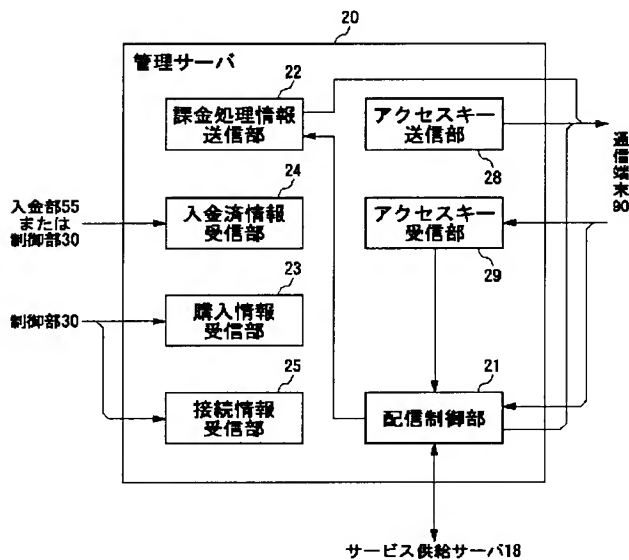 20
管理サーバ
22
課金処理情報
送信部
アクセスキー
送信部
28
通信端末90
24
入金部55
または
制御部30
入金済情報
受信部
アクセスキー
受信部
29
23
制御部30
購入情報
受信部
25
接続情報
受信部
21
配信制御部
サービス供給サーバ18